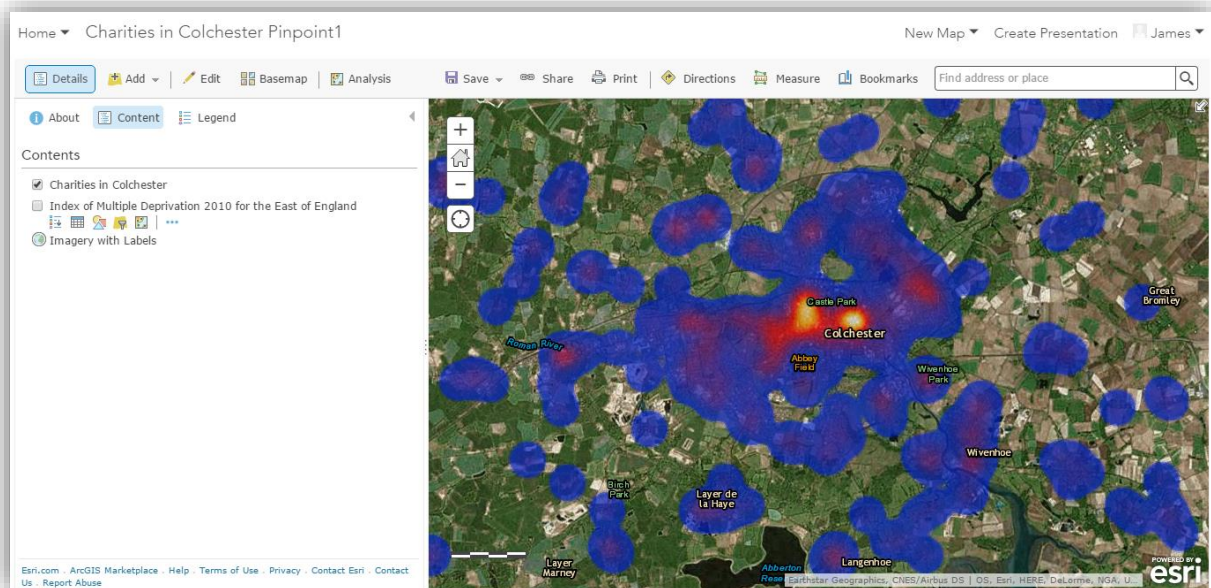 Home Charities in Colchester Pinpoint1 New Map Create Presentation James
Details Add Edit Basemap Analysis Save Share Print Directions Measure Bookmarks Find address or place
About Content Legend
Contents
Charities in Colchester
Index of Multiple Deprivation 2010 for the East of England
Imagery with Labels
Castle Park
Colchester
Great
Bromley
Roman River
Abbey
Field
Wivenhoe
Park
Wivenhoe
Birch
Park
Layer de
la Haye
Layer
Marney
Langenhoe
Abberton
Earthstar Geographics, CNES/Airbus DS | OS, Esri, HERE, DeLorme, NGA, U...
POWERED BY
esri
Esri.com . ArcGIS Marketplace . Help . Terms of Use . Privacy . Contact Esri . Contact
Us . Report Abuse